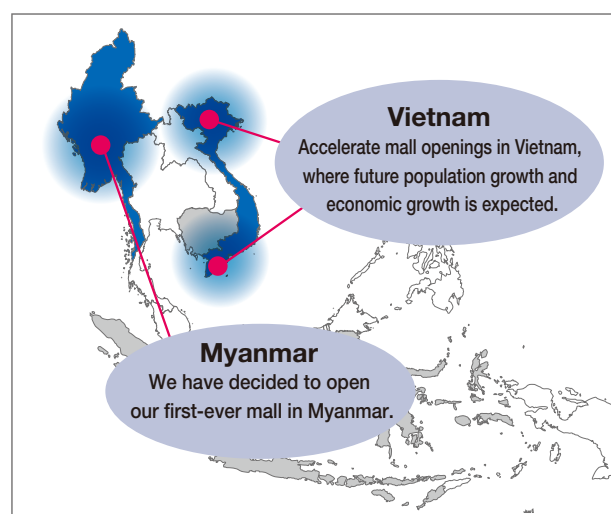 Vietnam
Accelerate mall openings in Vietnam,
where future population growth and
economic growth is expected.
Myanmar
We have decided to open
our first-ever mall in Myanmar.